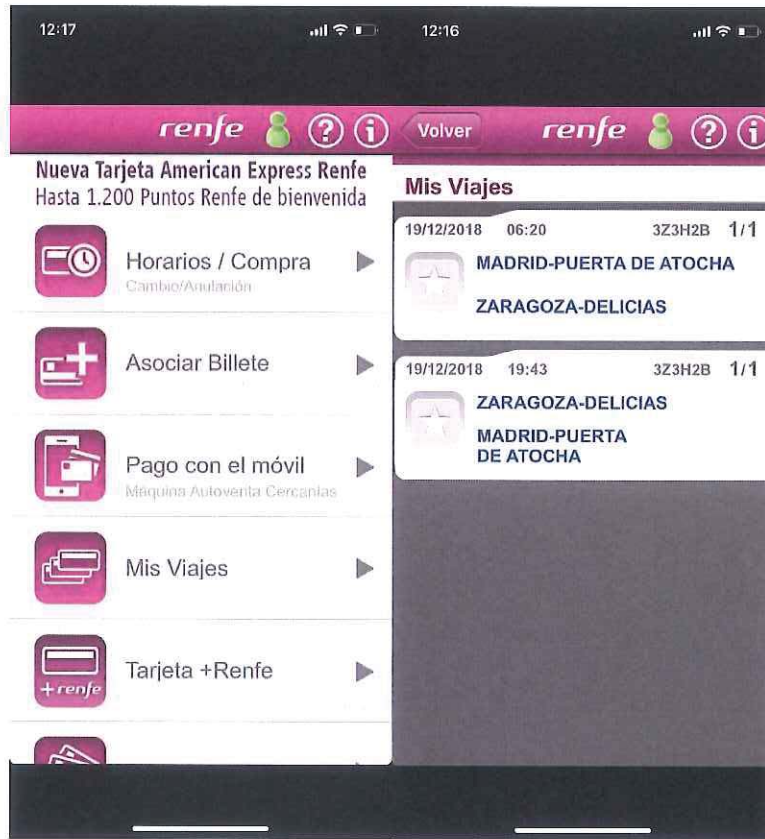 12:17
renfe
Nueva Tarjeta American Express Renfe
Hasta 1.200 Puntos Renfe de bienvenida
Horarios / Compra
Cambio/Anulación
Asociar Billete
Pago con el móvil
Máquina Autoventa Cercanías
Mis Viajes
+renfe
Tarjeta +Renfe
12:16
Volver
renfe
Mis Viajes
19/12/2018 06:20 3Z3H2B 1/1
MADRID-PUERTA DE ATOCHA
ZARAGOZA-DELICIAS
19/12/2018 19:43 3Z3H2B 1/1
ZARAGOZA-DELICIAS
MADRID-PUERTA
DE ATOCHA